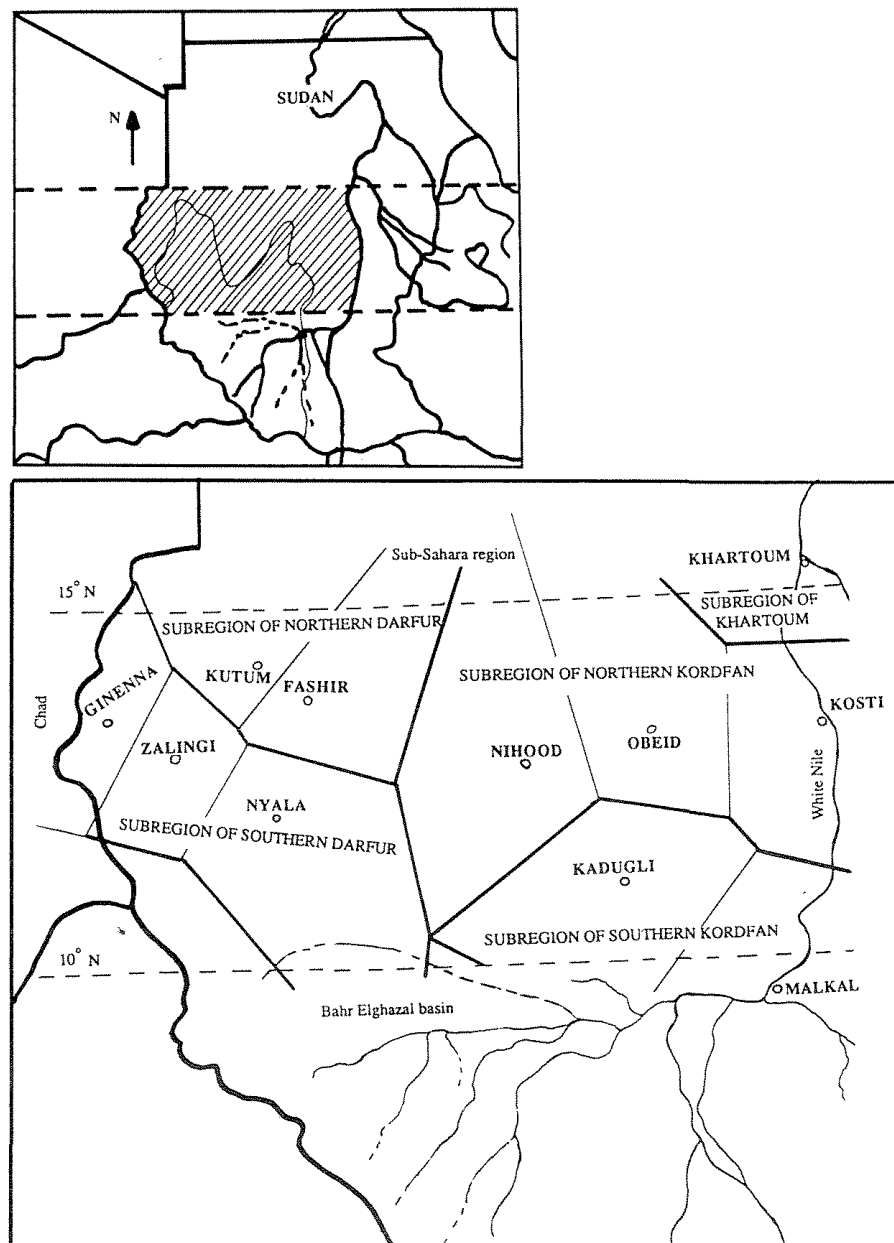 SUDAN
N
Sub-Sahara region
KHARTOUM
15° N
SUBREGION OF
KHARTOUM
SUBREGION OF NORTHERN DARFUR
SUBREGION OF NORTHERN KORDFAN
KUTUM
FASHIR
GINENNA
Chad
KOSTI
ZALINGI
NIHOOD
OBEID
White Nile
NYALA
SUBREGION OF SOUTHERN DARFUR
KADUGLI
SUBREGION OF SOUTHERN KORDFAN
10° N
MALKAL
Bahr Elghazal basin